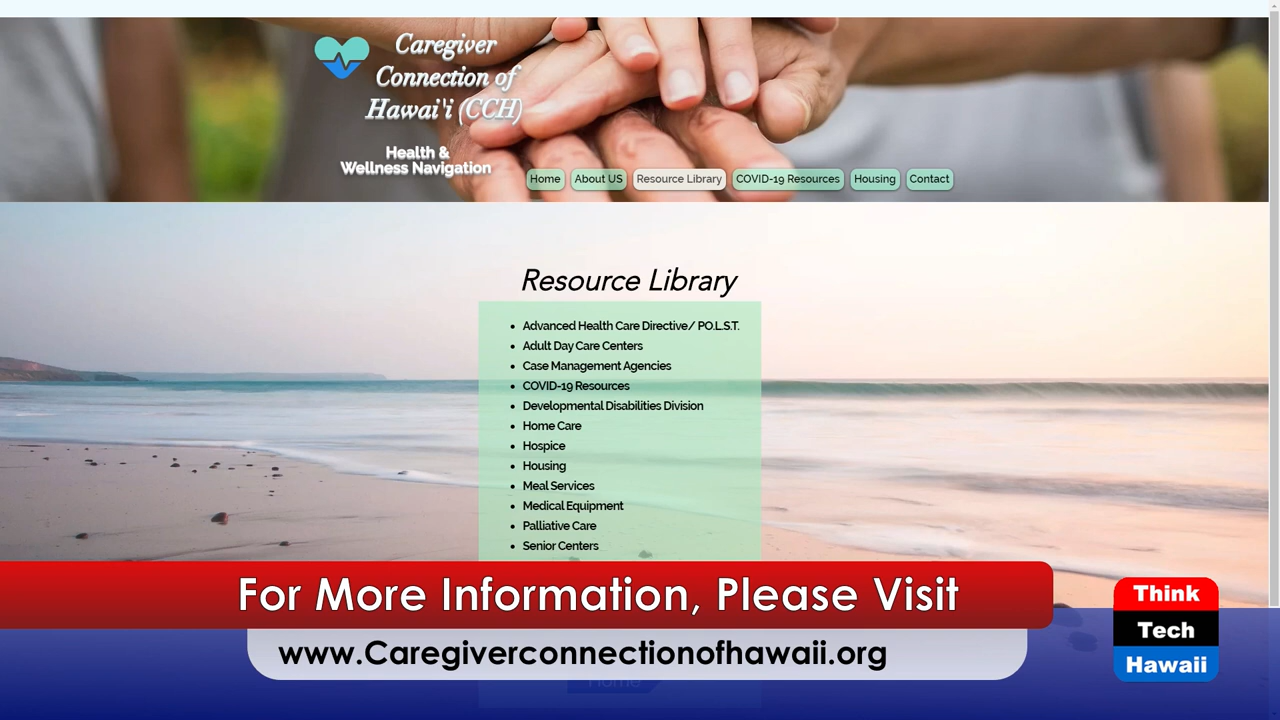 Caregiver
Connection of
Hawai''i (CCH)
Health &
Wellness Navigation
Home
About US
Resource Library
COVID-19 Resources
Housing
Contact
Resource Library
• Advanced Health Care Directive/ PO.L.S.T.
• Adult Day Care Centers
• Case Management Agencies
• COVID-19 Resources
• Developmental Disabilities Division
• Home Care
• Hospice
• Housing
• Meal Services
• Medical Equipment
• Palliative Care
• Senior Centers
For More Information, Please Visit
www.Caregiverconnectionofhawaii.org
Home
Think
Tech
Hawaii